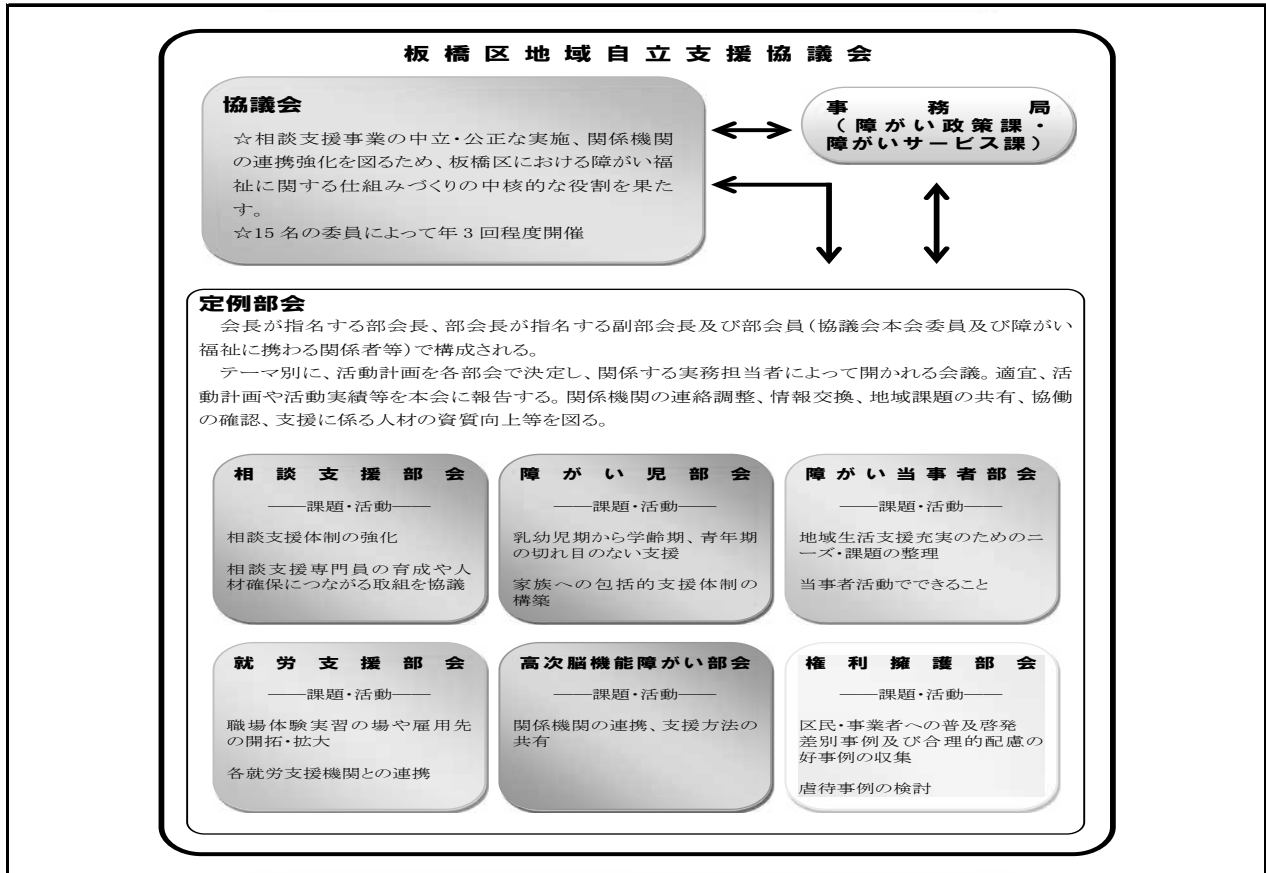 板橋区地域自立支援協議会
協議会
☆相談支援事業の中立・公正な実施、関係機関
の連携強化を図るため、板橋区における障がい福
祉に関する仕組みづくりの中核的な役割を果た
す。
☆15名の委員によって年3回程度開催
事務局
(障がい政策課・
障がいサービス課)
定例部会
会長が指名する部会長、部会長が指名する副部会長及び部会員(協議会本会委員及び障がい
福祉に携わる関係者等)で構成される。
テーマ別に、活動計画を各部会で決定し、関係する実務担当者によって開かれる会議。適宜、活
動計画や活動実績等を本会に報告する。関係機関の連絡調整、情報交換、地域課題の共有、協働
の確認、支援に係る人材の資質向上等を図る。
相談支援部会
――課題・活動――
相談支援体制の強化
相談支援専門員の育成や人
材確保につながる取組を協議
障がい児部会
――課題・活動――
乳幼児期から学齢期、青年期
の切れ目のない支援
家族への包括的支援体制の
構築
障がい当事者部会
――課題・活動――
地域生活支援充実のためのニ
ーズ・課題の整理
当事者活動でできること
就労支援部会
――課題・活動――
職場体験実習の場や雇用先
の開拓・拡大
各就労支援機関との連携
高次脳機能障がい部会
――課題・活動――
関係機関の連携、支援方法の
共有
権利擁護部会
――課題・活動――
区民・事業者への普及啓発
差別事例及び合理的配慮の
好事例の収集
虐待事例の検討